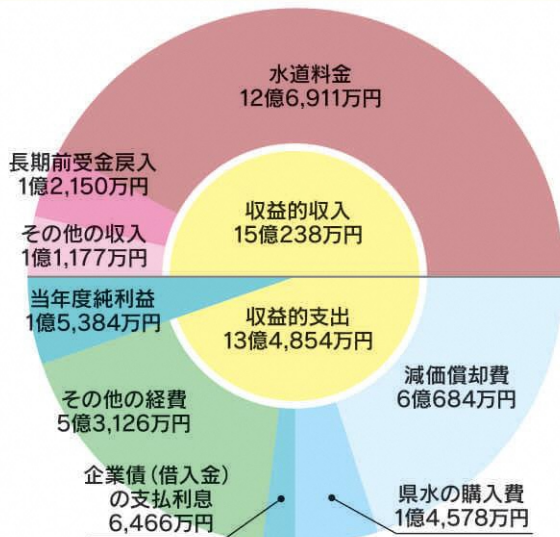 水道料金
12億6,911万円
長期前受金戻入
1億2,150万円
その他の収入
1億1,177万円
収益的収入
15億238万円
当年度純利益
1億5,384万円
収益的支出
13億4,854万円
その他の経費
5億3,126万円
減価償却費
6億684万円
企業債(借入金)
の支払利息
6,466万円
県水の購入費
1億4,578万円